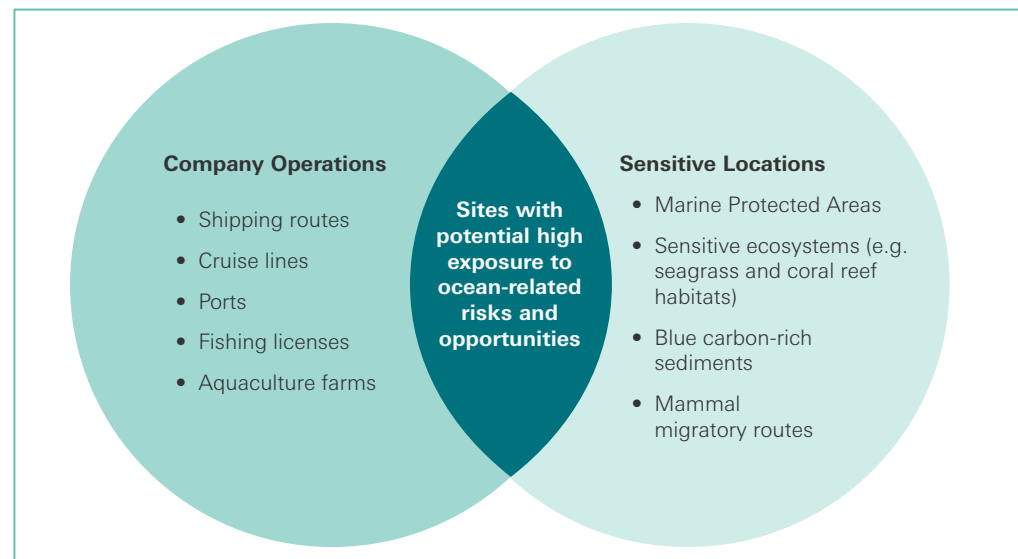 Company Operations
• Shipping routes
• Cruise lines
• Ports
• Fishing licenses
• Aquaculture farms
Sites with
potential high
exposure to
ocean-related
risks and
opportunities
Sensitive Locations
• Marine Protected Areas
• Sensitive ecosystems (e.g.
seagrass and coral reef
habitats)
• Blue carbon-rich
sediments
• Mammal
migratory routes